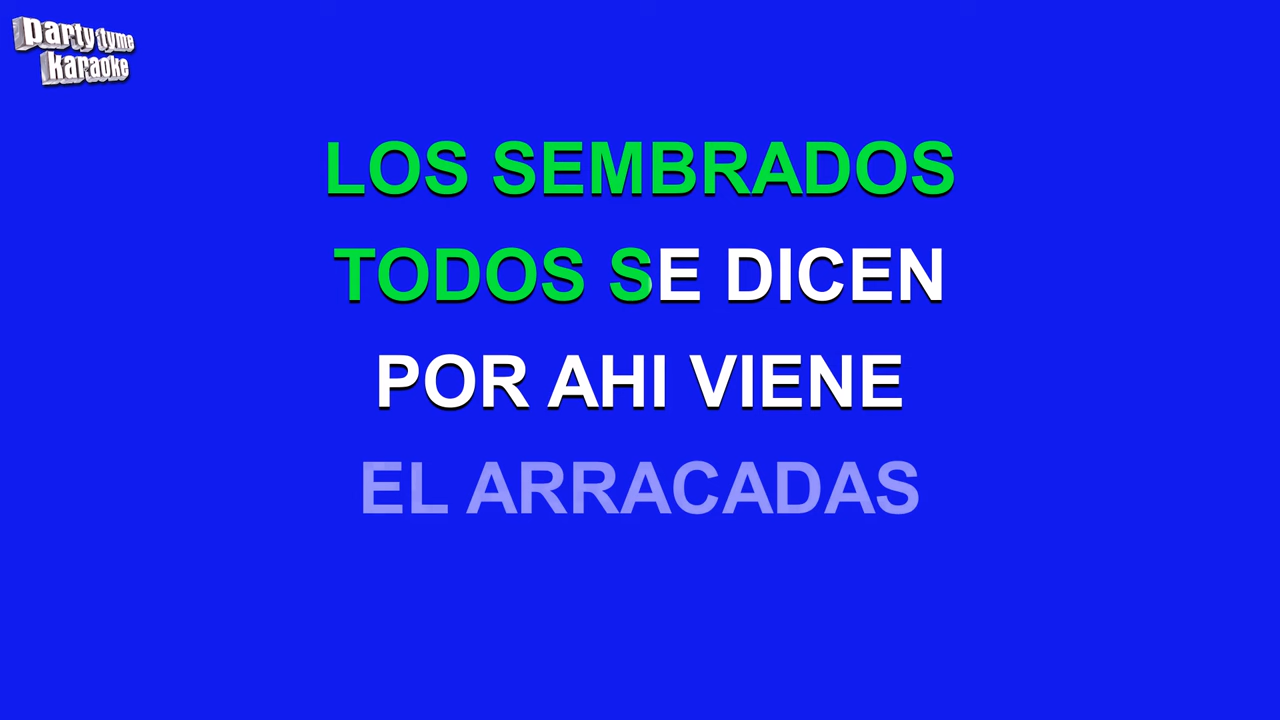 party tyme
karaoke
LOS SEMBRADOS
TODOS SE DICEN
POR AHI VIENE
EL ARRACADAS